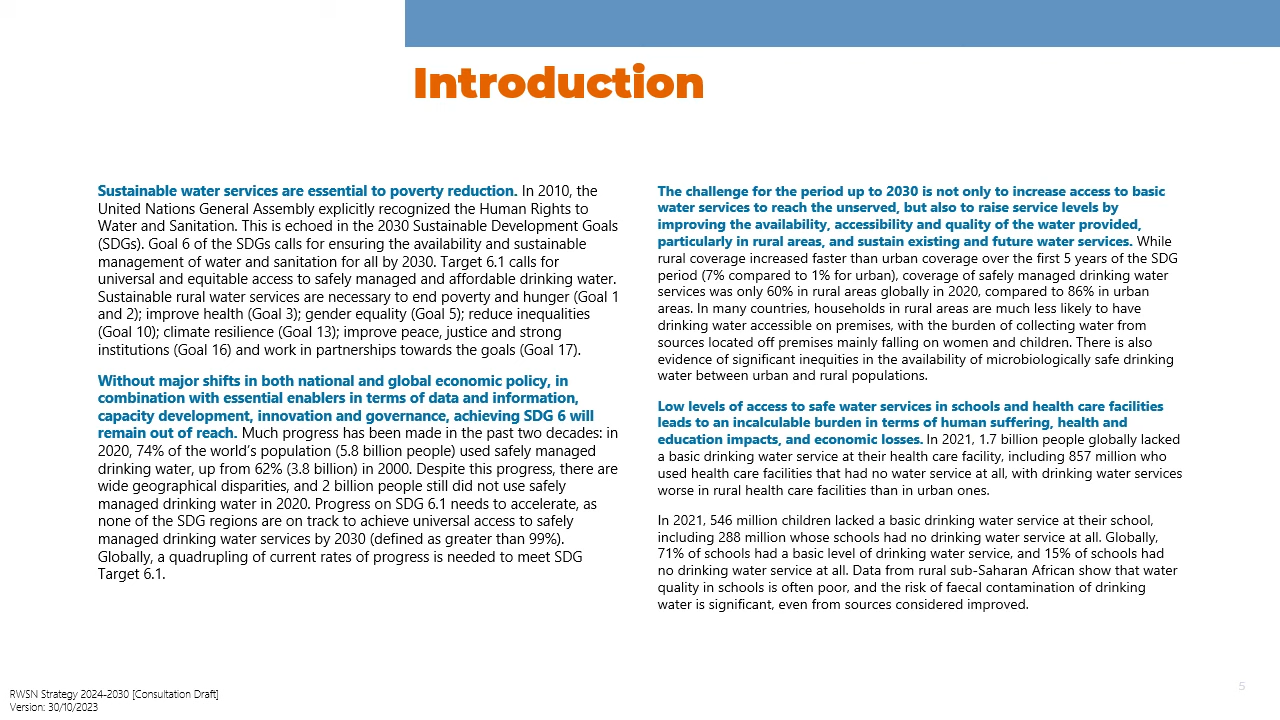 Introduction
Sustainable water services are essential to poverty reduction. In 2010, the
United Nations General Assembly explicitly recognized the Human Rights to
Water and Sanitation. This is echoed in the 2030 Sustainable Development Goals
(SDGs). Goal 6 of the SDGs calls for ensuring the availability and sustainable
management of water and sanitation for all by 2030. Target 6.1 calls for
universal and equitable access to safely managed and affordable drinking water.
Sustainable rural water services are necessary to end poverty and hunger (Goal 1
and 2); improve health (Goal 3); gender equality (Goal 5); reduce inequalities
(Goal 10); climate resilience (Goal 13); improve peace, justice and strong
institutions (Goal 16) and work in partnerships towards the goals (Goal 17).
Without major shifts in both national and global economic policy, in
combination with essential enablers in terms of data and information,
capacity development, innovation and governance, achieving SDG 6 will
remain out of reach. Much progress has been made in the past two decades: in
2020, 74% of the world's population (5.8 billion people) used safely managed
drinking water, up from 62% (3.8 billion) in 2000. Despite this progress, there are
wide geographical disparities, and 2 billion people still did not use safely
managed drinking water in 2020. Progress on SDG 6.1 needs to accelerate, as
none of the SDG regions are on track to achieve universal access to safely
managed drinking water services by 2030 (defined as greater than 99%).
Globally, a quadrupling of current rates of progress is needed to meet SDG
Target 6.1.
The challenge for the period up to 2030 is not only to increase access to basic
water services to reach the unserved, but also to raise service levels by
improving the availability, accessibility and quality of the water provided,
particularly in rural areas, and sustain existing and future water services. While
rural coverage increased faster than urban coverage over the first 5 years of the SDG
period (7% compared to 1% for urban), coverage of safely managed drinking water
services was only 60% in rural areas globally in 2020, compared to 86% in urban
areas. In many countries, households in rural areas are much less likely to have
drinking water accessible on premises, with the burden of collecting water from
sources located off premises mainly falling on women and children. There is also
evidence of significant inequities in the availability of microbiologically safe drinking
water between urban and rural populations.
Low levels of access to safe water services in schools and health care facilities
leads to an incalculable burden in terms of human suffering, health and
education impacts, and economic losses. In 2021, 1.7 billion people globally lacked
a basic drinking water service at their health care facility, including 857 million who
used health care facilities that had no water service at all, with drinking water services
worse in rural health care facilities than in urban ones.
In 2021, 546 million children lacked a basic drinking water service at their school,
including 288 million whose schools had no drinking water service at all. Globally,
71% of schools had a basic level of drinking water service, and 15% of schools had
no drinking water service at all. Data from rural sub-Saharan African show that water
quality in schools is often poor, and the risk of faecal contamination of drinking
water is significant, even from sources considered improved.
RWSN Strategy 2024-2030 [Consultation Draft]
Version: 30/10/2023
5